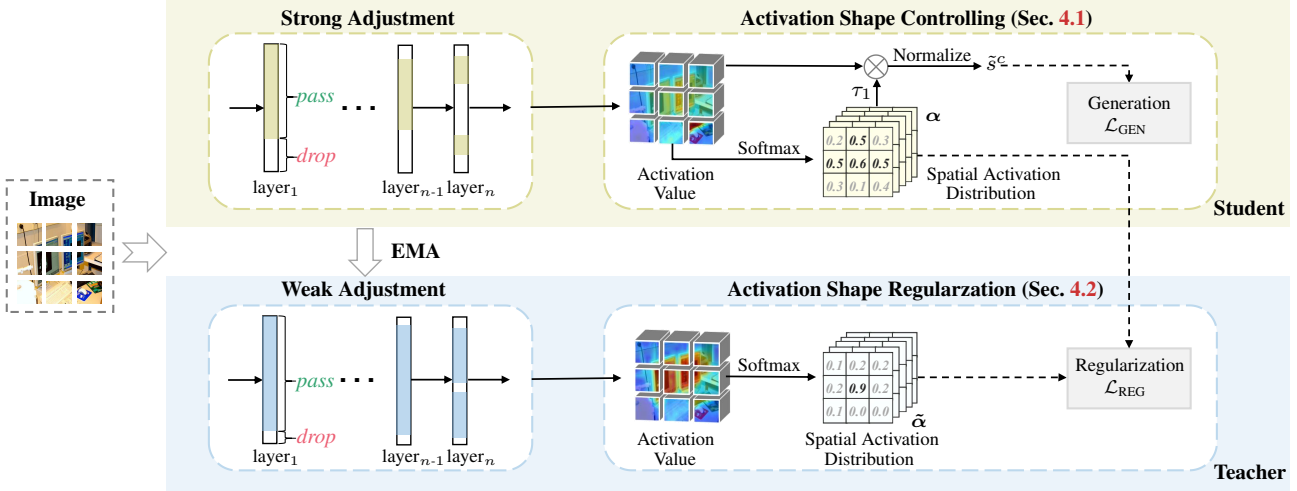 Strong Adjustment
Activation Shape Controlling (Sec. 4.1)
pass
drop
layer1
layern-1
layern
Activation
Value
Softmax
Normalize
s̃ᶜ
τ1
α
0.2 0.5 0.3
0.5 0.6 0.5
0.3 0.1 0.4
Spatial Activation
Distribution
Generation
ℒGEN
Student
Image
EMA
Weak Adjustment
Activation Shape Regularzation (Sec. 4.2)
pass
drop
layer1
layern-1
layern
Activation
Value
Softmax
0.1 0.2 0.2
0.2 0.9 0.2
0.1 0.0 0.0
α̃
Spatial Activation
Distribution
Regularization
ℒREG
Teacher